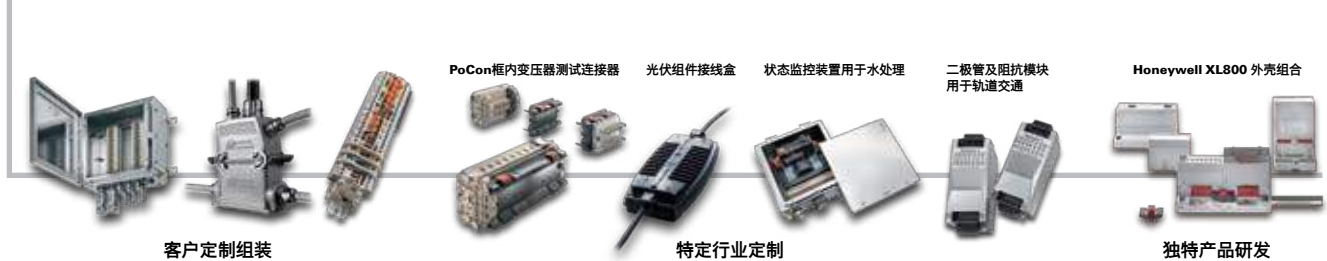 PoCon框内变压器测试连接器
光伏组件接线盒
状态监控装置用于水处理
二极管及阻抗模块
用于轨道交通
Honeywell XL800 外壳组合
客户定制组装
特定行业定制
独特产品研发